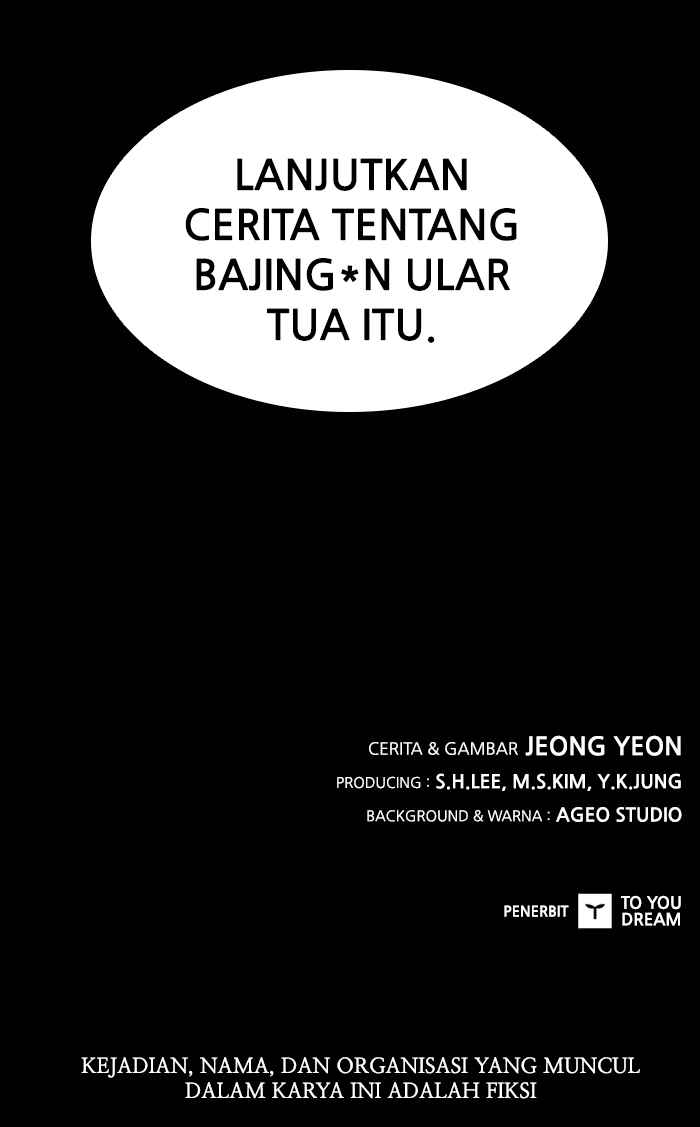 LANJUTKAN
CERITA TENTANG
BAJING*N ULAR
TUA ITU.
CERITA & GAMBAR JEONG YEON
PRODUCING : S.H.LEE, M.S.KIM, Y.K.JUNG
BACKGROUND & WARNA : AGEO STUDIO
PENERBIT TO YOU
DREAM
KEJADIAN, NAMA, DAN ORGANISASI YANG MUNCUL
DALAM KARYA INI ADALAH FIKSI